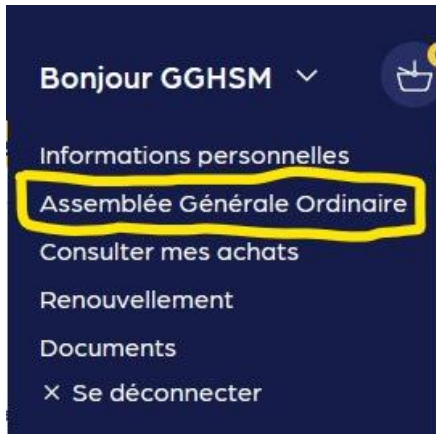 Bonjour GGHSM
Informations personnelles
Assemblée Générale Ordinaire
Consulter mes achats
Renouvellement
Documents
× Se déconnecter